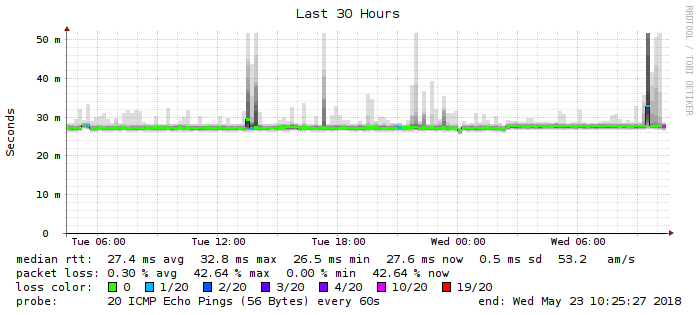 Last 30 Hours
RRDTOOL / TOBI OETIKER
Seconds
50 m
40 m
30 m
20 m
10 m
0
Tue 06:00 Tue 12:00 Tue 18:00 Wed 00:00 Wed 06:00
median rtt: 27.4 ms avg 32.8 ms max 26.5 ms min 27.6 ms now 0.5 ms sd 53.2 am/s
packet loss: 0.30 % avg 42.64 % max 0.00 % min 42.64 % now
loss color: 0 1/20 2/20 3/20 4/20 10/20 19/20
probe: 20 ICMP Echo Pings (56 Bytes) every 60s end: Wed May 23 10:25:27 2018